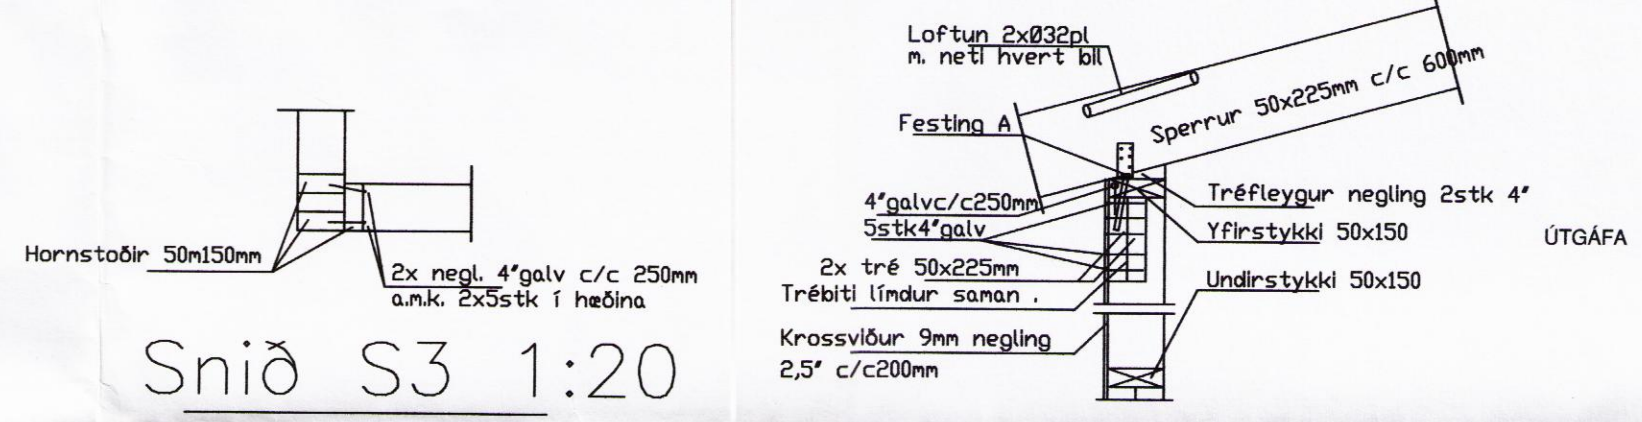 Hornstoðir 50m150mm
2x negl. 4"galv c/c 250mm
a.m.k. 2x5stk í hæðina
Snið S3 1:20
Loftun 2xØ32pl
m. neti hvert bil
Festing A
Sperrur 50x225mm c/c 600mm
4"galvc/c250mm
5stk4"galv
2x tré 50x225mm
Trébiti límdur saman .
Krossviður 9mm negling
2,5" c/c200mm
Tréfleygur negling 2stk 4"
Yfirstykki 50x150
Undirstykki 50x150
ÚTGÁFA